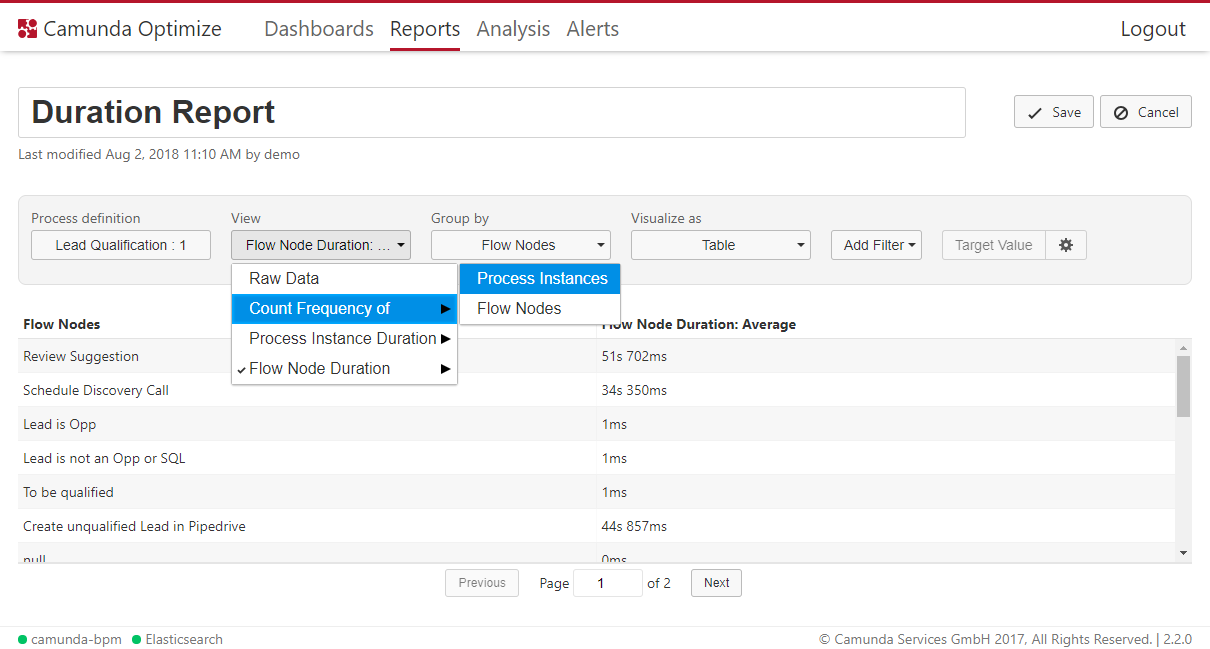 Camunda Optimize Dashboards Reports Analysis Alerts Logout
Duration Report
Save Cancel
Last modified Aug 2, 2018 11:10 AM by demo
Process definition View Group by Visualize as
Lead Qualification : 1 Flow Node Duration: ... Flow Nodes Table Add Filter Target Value
Raw Data Process Instances
Count Frequency of Flow Nodes
Process Instance Duration
Flow Node Duration
Flow Nodes Flow Node Duration: Average
Review Suggestion 51s 702ms
Schedule Discovery Call 34s 350ms
Lead is Opp 1ms
Lead is not an Opp or SQL 1ms
To be qualified 1ms
Create unqualified Lead in Pipedrive 44s 857ms
null 0ms
Previous Page 1 of 2 Next
camunda-bpm Elasticsearch © Camunda Services GmbH 2017, All Rights Reserved. | 2.2.0